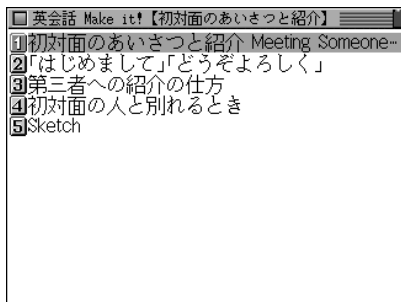 英会話 Make it!【初対面のあいさつと紹介】
1初対面のあいさつと紹介 Meeting Someone…
2「はじめまして」「どうぞよろしく」
3第三者への紹介の仕方
4初対面の人と別れるとき
5Sketch